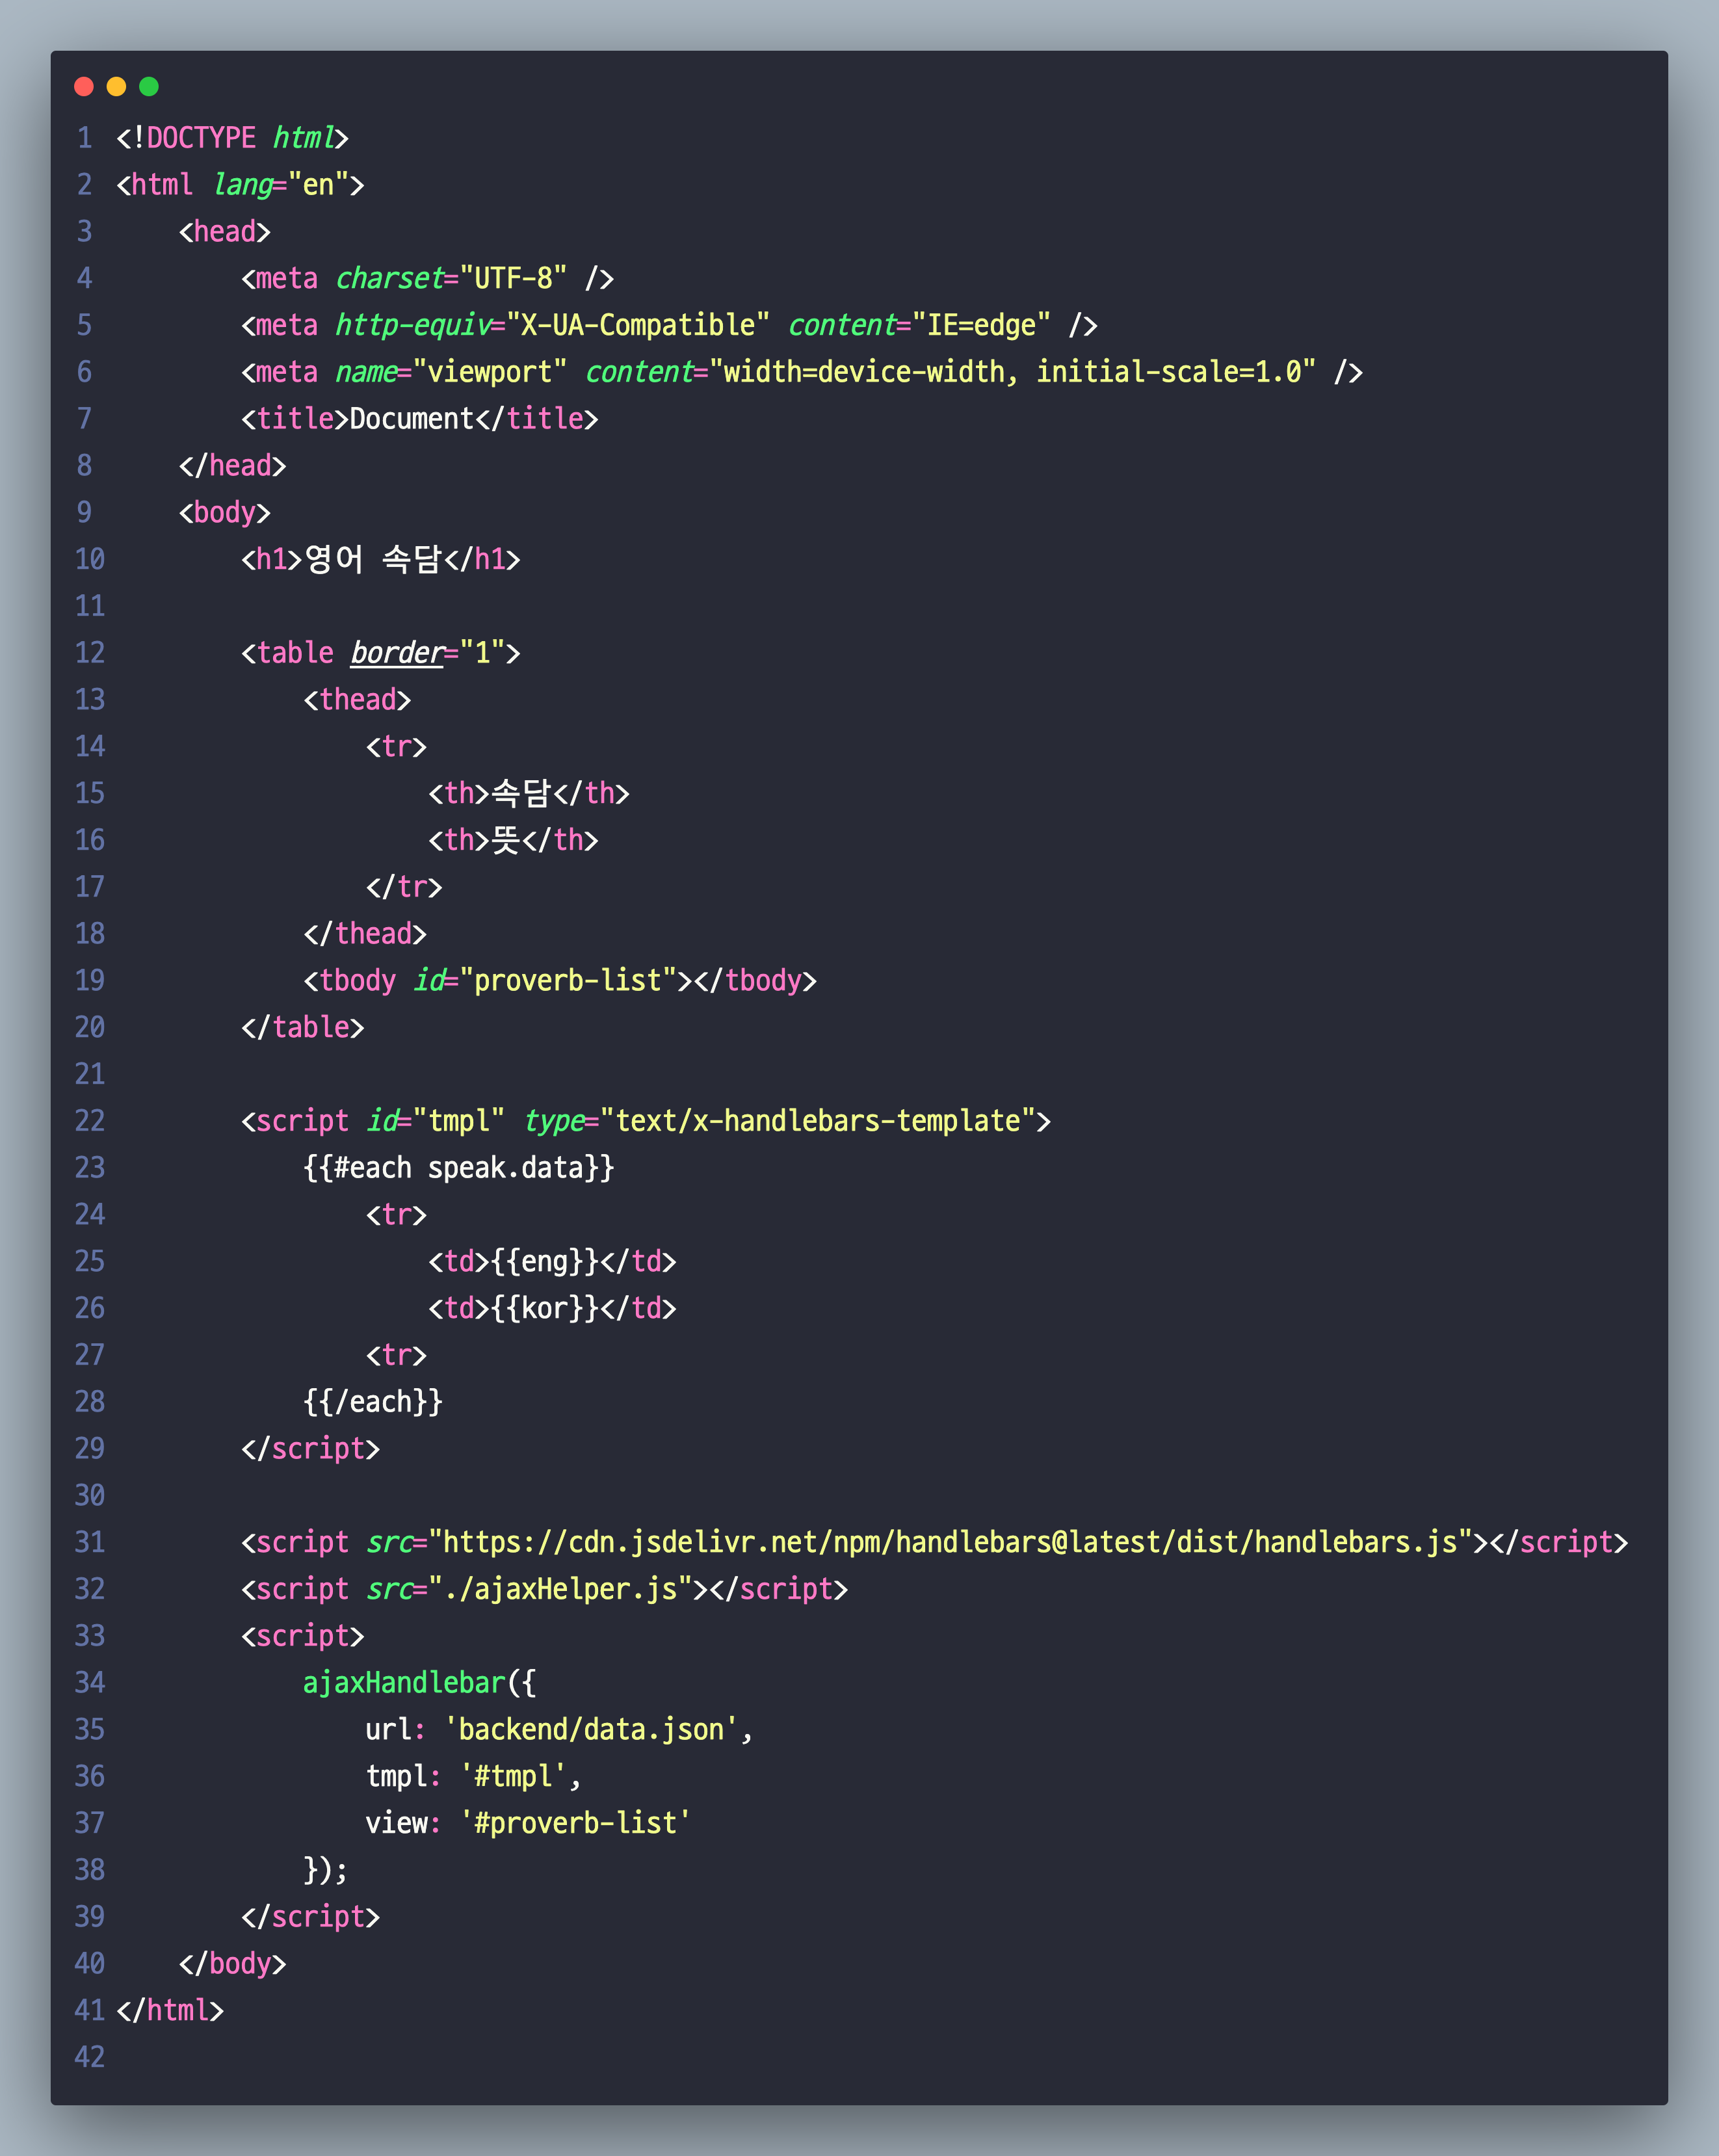 1 <!DOCTYPE html>
2 <html lang="en">
3     <head>
4         <meta charset="UTF-8" />
5         <meta http-equiv="X-UA-Compatible" content="IE=edge" />
6         <meta name="viewport" content="width=device-width, initial-scale=1.0" />
7         <title>Document</title>
8     </head>
9     <body>
10         <h1>영어 속담</h1>
11
12         <table border="1">
13             <thead>
14                 <tr>
15                     <th>속담</th>
16                     <th>뜻</th>
17                 </tr>
18             </thead>
19             <tbody id="proverb-list"></tbody>
20         </table>
21
22         <script id="tmpl" type="text/x-handlebars-template">
23             {{#each speak.data}}
24                 <tr>
25                     <td>{{eng}}</td>
26                     <td>{{kor}}</td>
27                 <tr>
28             {{/each}}
29         </script>
30
31         <script src="https://cdn.jsdelivr.net/npm/handlebars@latest/dist/handlebars.js"></script>
32         <script src="./ajaxHelper.js"></script>
33         <script>
34             ajaxHandlebar({
35                 url: 'backend/data.json',
36                 tmpl: '#tmpl',
37                 view: '#proverb-list'
38             });
39         </script>
40     </body>
41 </html>
42